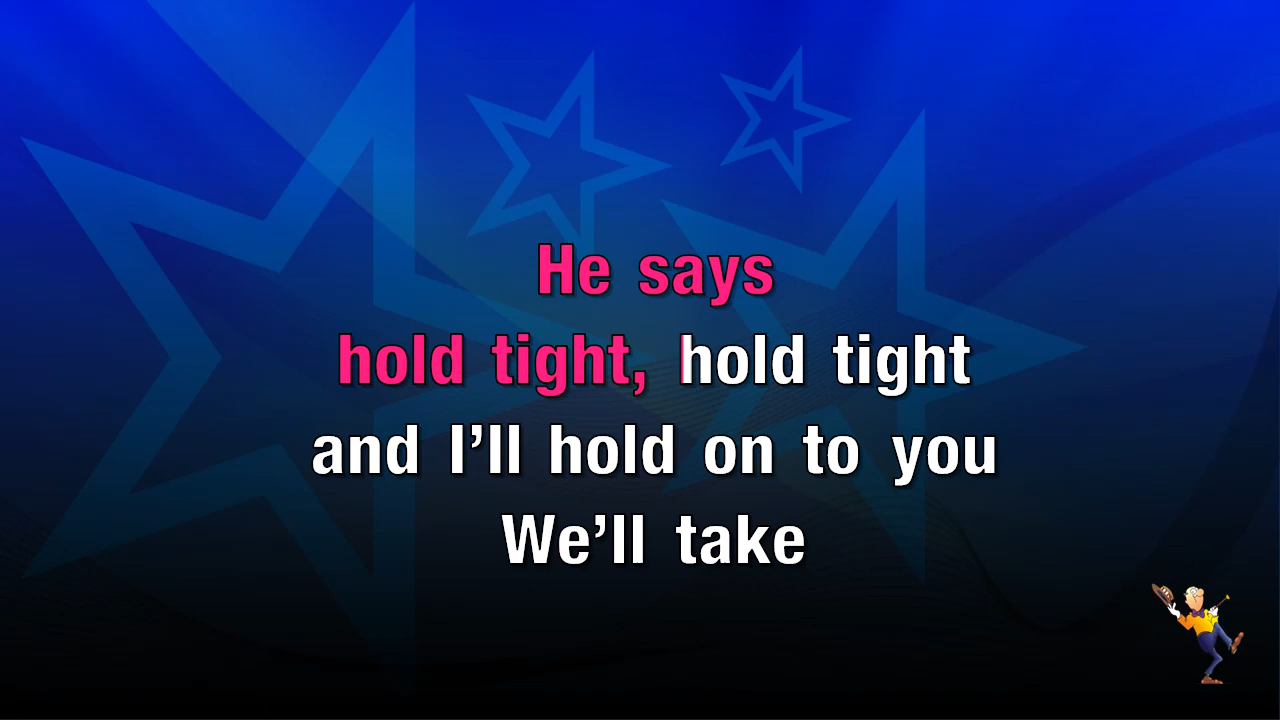 He says
hold tight, hold tight
and I’ll hold on to you
We’ll take